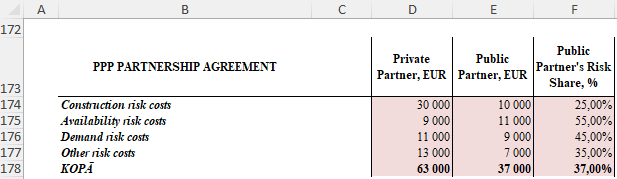 A B C D E F
172
173 PPP PARTNERSHIP AGREEMENT Private Partner, EUR Public Partner, EUR Public Partner's Risk Share, %
174 Construction risk costs 30 000 10 000 25,00%
175 Availability risk costs 9 000 11 000 55,00%
176 Demand risk costs 11 000 9 000 45,00%
177 Other risk costs 13 000 7 000 35,00%
178 KOPĀ 63 000 37 000 37,00%